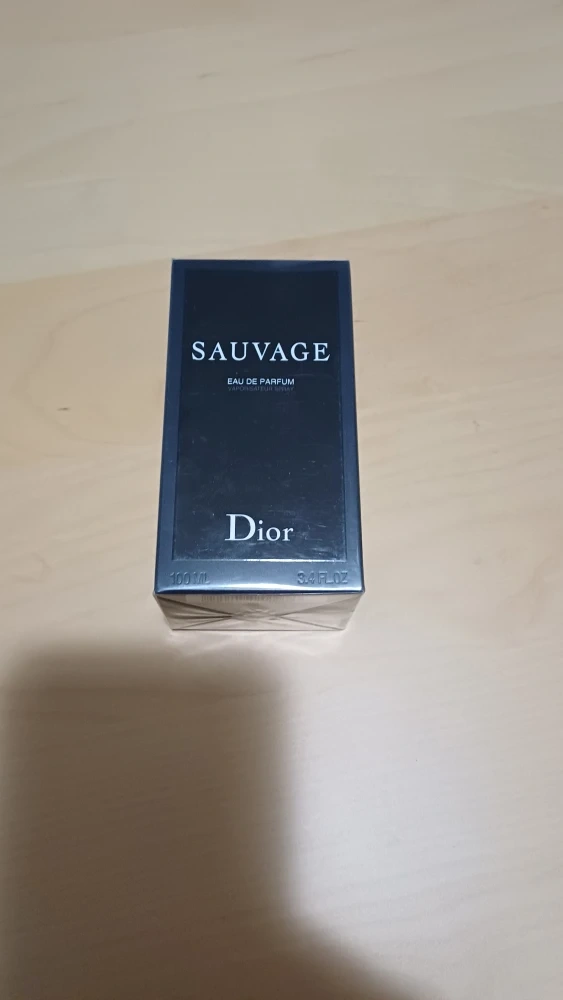 SAUVAGE
EAU DE PARFUM
VAPORISATEUR SPRAY
Dior
100 ML 3.4 FL.OZ